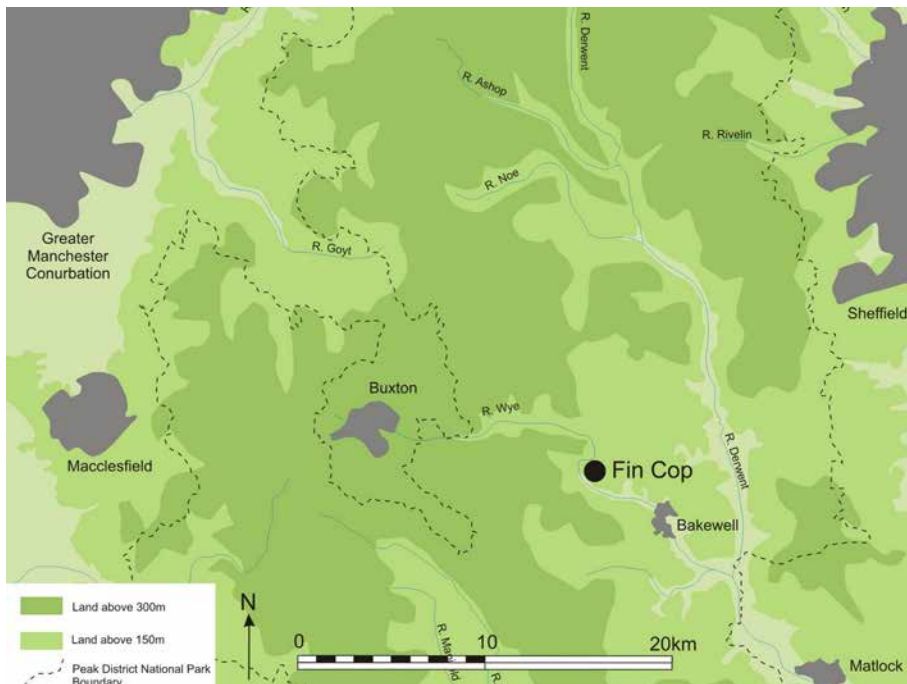 R. Derwent
R. Ashop
R. Rivelin
R. Noe
Greater
Manchester
Conurbation
R. Goyt
Sheffield
Buxton
R. Wye
Macclesfield
R. Derwent
Fin Cop
Bakewell
Land above 300m
Land above 150m
Peak District National Park
Boundary
N
0
10
20km
R.
R.
Matlock